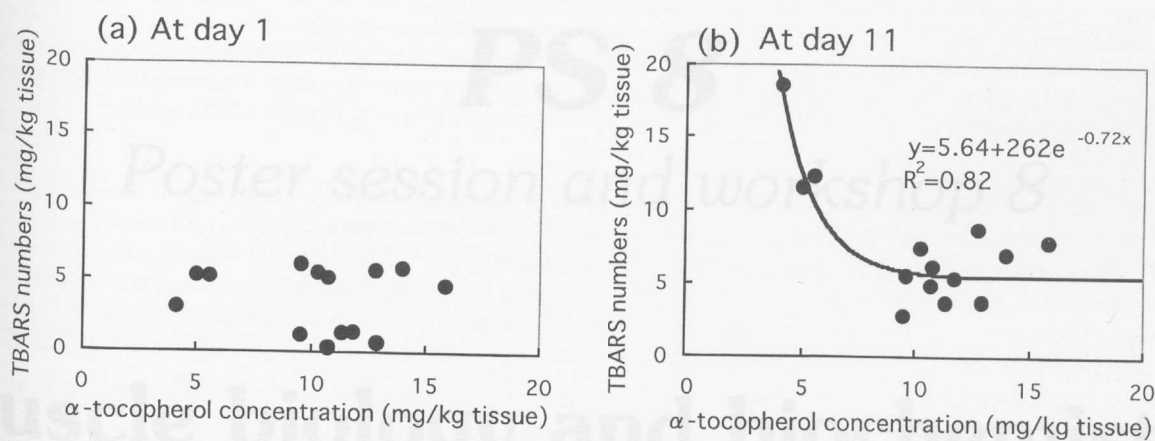 (a) At day 1
20
15
10
5
0
TBARS numbers (mg/kg tissue)
0 5 10 15 20
α-tocopherol concentration (mg/kg tissue)
(b) At day 11
20
15
10
5
0
TBARS numbers (mg/kg tissue)
y=5.64+262e -0.72x
R²=0.82
0 5 10 15 20
α-tocopherol concentration (mg/kg tissue)
PS 8
Poster session and workshop 8
uscle biology and